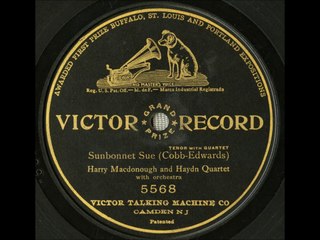 AWARDED FIRST PRIZE BUFFALO, ST. LOUIS AND PORTLAND EXPOSITIONS
"HIS MASTER'S VOICE"
Reg. U. S. Pat. Off.—M. de F.—Marca Industrial Registrada
GRAND
VICTOR RECORD
PRIZE
TENOR WITH QUARTET
Sunbonnet Sue (Cobb-Edwards)
Harry Macdonough and Haydn Quartet
with orchestra
5568
VICTOR TALKING MACHINE CO
CAMDEN N J
Patented